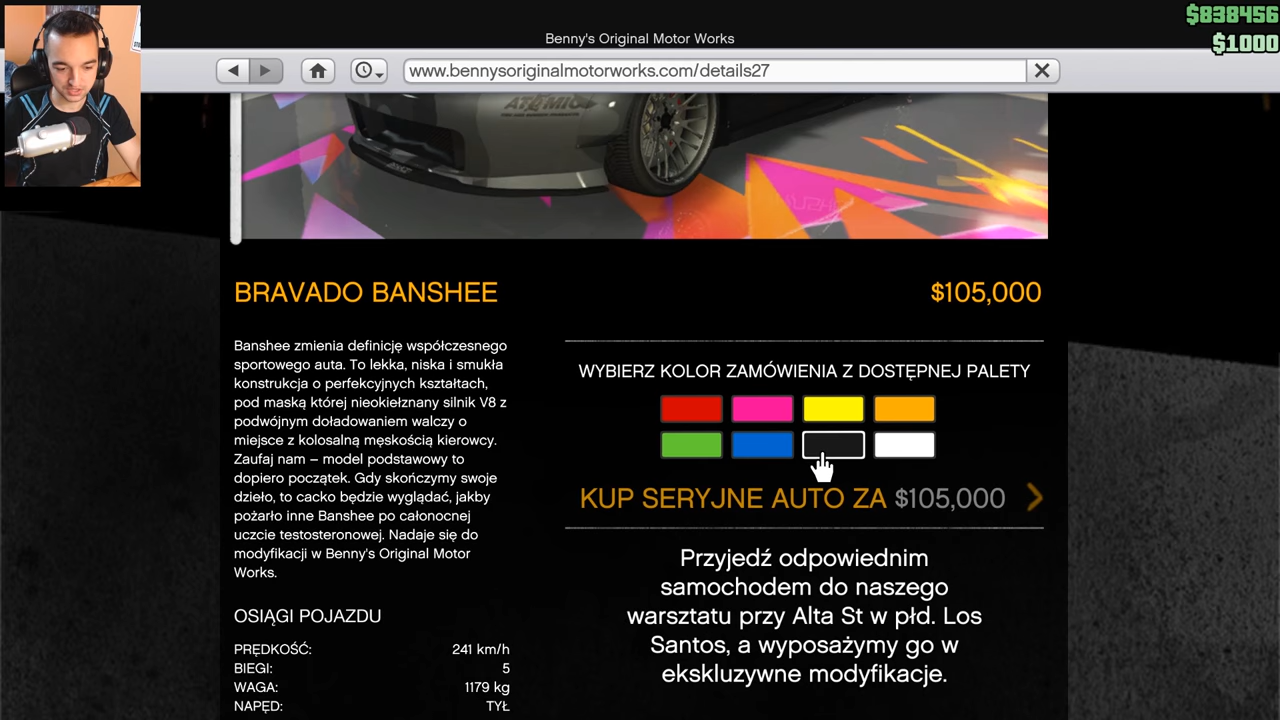 $838456
$1000
Benny's Original Motor Works
www.bennysoriginalmotorworks.com/details27
ATOMIC
BRAVADO BANSHEE
$105,000
Banshee zmienia definicję współczesnego
sportowego auta. To lekka, niska i smukła
konstrukcja o perfekcyjnych kształtach,
pod maską której nieokiełznany silnik V8 z
podwójnym doładowaniem walczy o
miejsce z kolosalną męskością kierowcy.
Zaufaj nam – model podstawowy to
dopiero początek. Gdy skończymy swoje
dzieło, to cacko będzie wyglądać, jakby
pożarło inne Banshee po całonocnej
uczcie testosteronowej. Nadaje się do
modyfikacji w Benny's Original Motor
Works.
OSIĄGI POJAZDU
PRĘDKOŚĆ: 241 km/h
BIEGI: 5
WAGA: 1179 kg
NAPĘD: TYŁ
WYBIERZ KOLOR ZAMÓWIENIA Z DOSTĘPNEJ PALETY
KUP SERYJNE AUTO ZA $105,000
Przyjedź odpowiednim
samochodem do naszego
warsztatu przy Alta St w płd. Los
Santos, a wyposażymy go w
ekskluzywne modyfikacje.